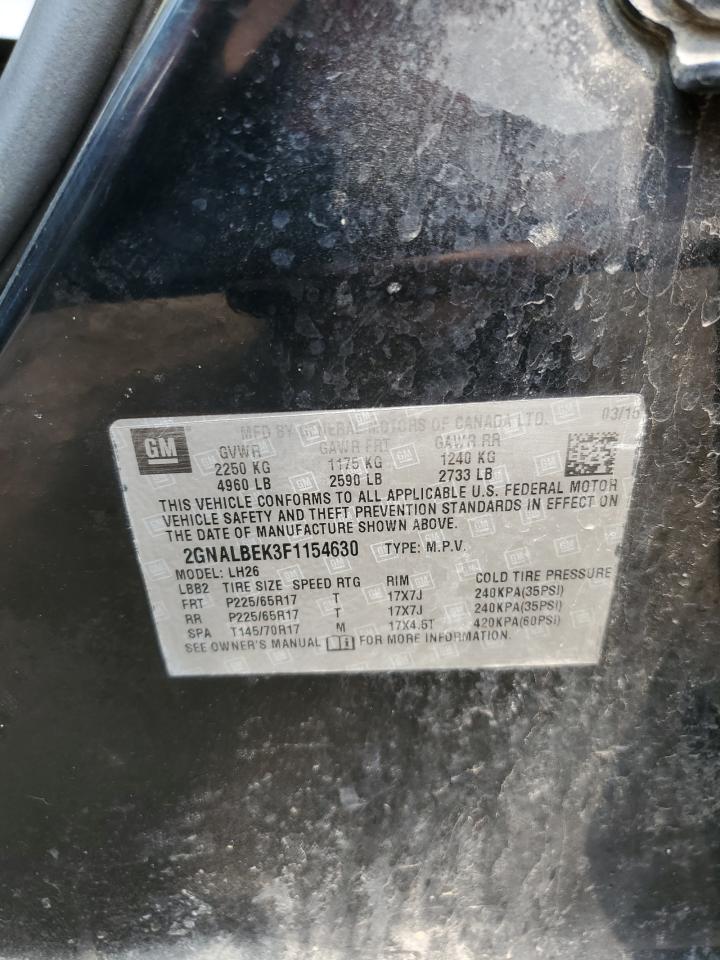 MFD BY GENERAL MOTORS OF CANADA LTD. 03/15
GM
GVWR GAWR FRT GAWR RR
2250 KG 1175 KG 1240 KG
4960 LB 2590 LB 2733 LB
THIS VEHICLE CONFORMS TO ALL APPLICABLE U.S. FEDERAL MOTOR
VEHICLE SAFETY AND THEFT PREVENTION STANDARDS IN EFFECT ON
THE DATE OF MANUFACTURE SHOWN ABOVE.
2GNALBEK3F1154630 TYPE: M.P.V.
MODEL: LH26
LBB2 TIRE SIZE SPEED RTG RIM COLD TIRE PRESSURE
FRT P225/65R17 T 17X7J 240KPA(35PSI)
RR P225/65R17 T 17X7J 240KPA(35PSI)
SPA T145/70R17 M 17X4.5T 420KPA(60PSI)
SEE OWNER'S MANUAL FOR MORE INFORMATION.